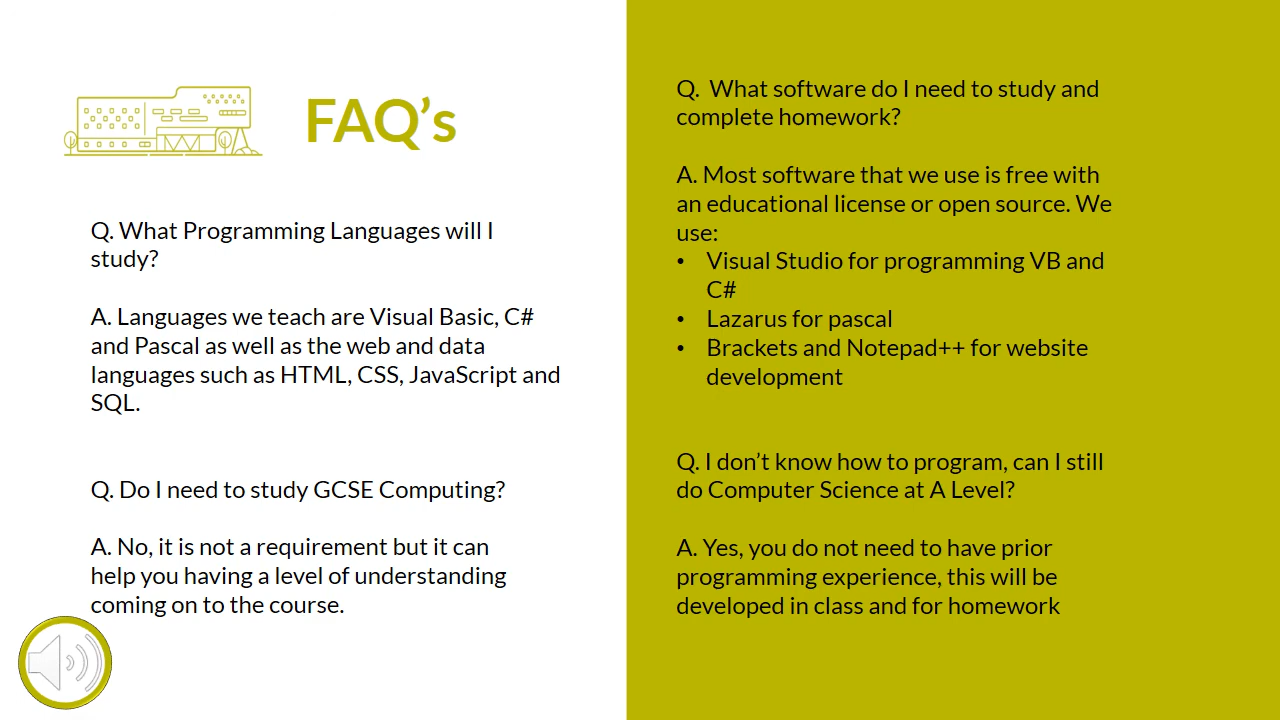 FAQ’s
Q. What Programming Languages will I
study?
A. Languages we teach are Visual Basic, C#
and Pascal as well as the web and data
languages such as HTML, CSS, JavaScript and
SQL.
Q. Do I need to study GCSE Computing?
A. No, it is not a requirement but it can
help you having a level of understanding
coming on to the course.
Q.  What software do I need to study and
complete homework?
A. Most software that we use is free with
an educational license or open source. We
use:
• Visual Studio for programming VB and
C#
• Lazarus for pascal
• Brackets and Notepad++ for website
development
Q. I don’t know how to program, can I still
do Computer Science at A Level?
A. Yes, you do not need to have prior
programming experience, this will be
developed in class and for homework